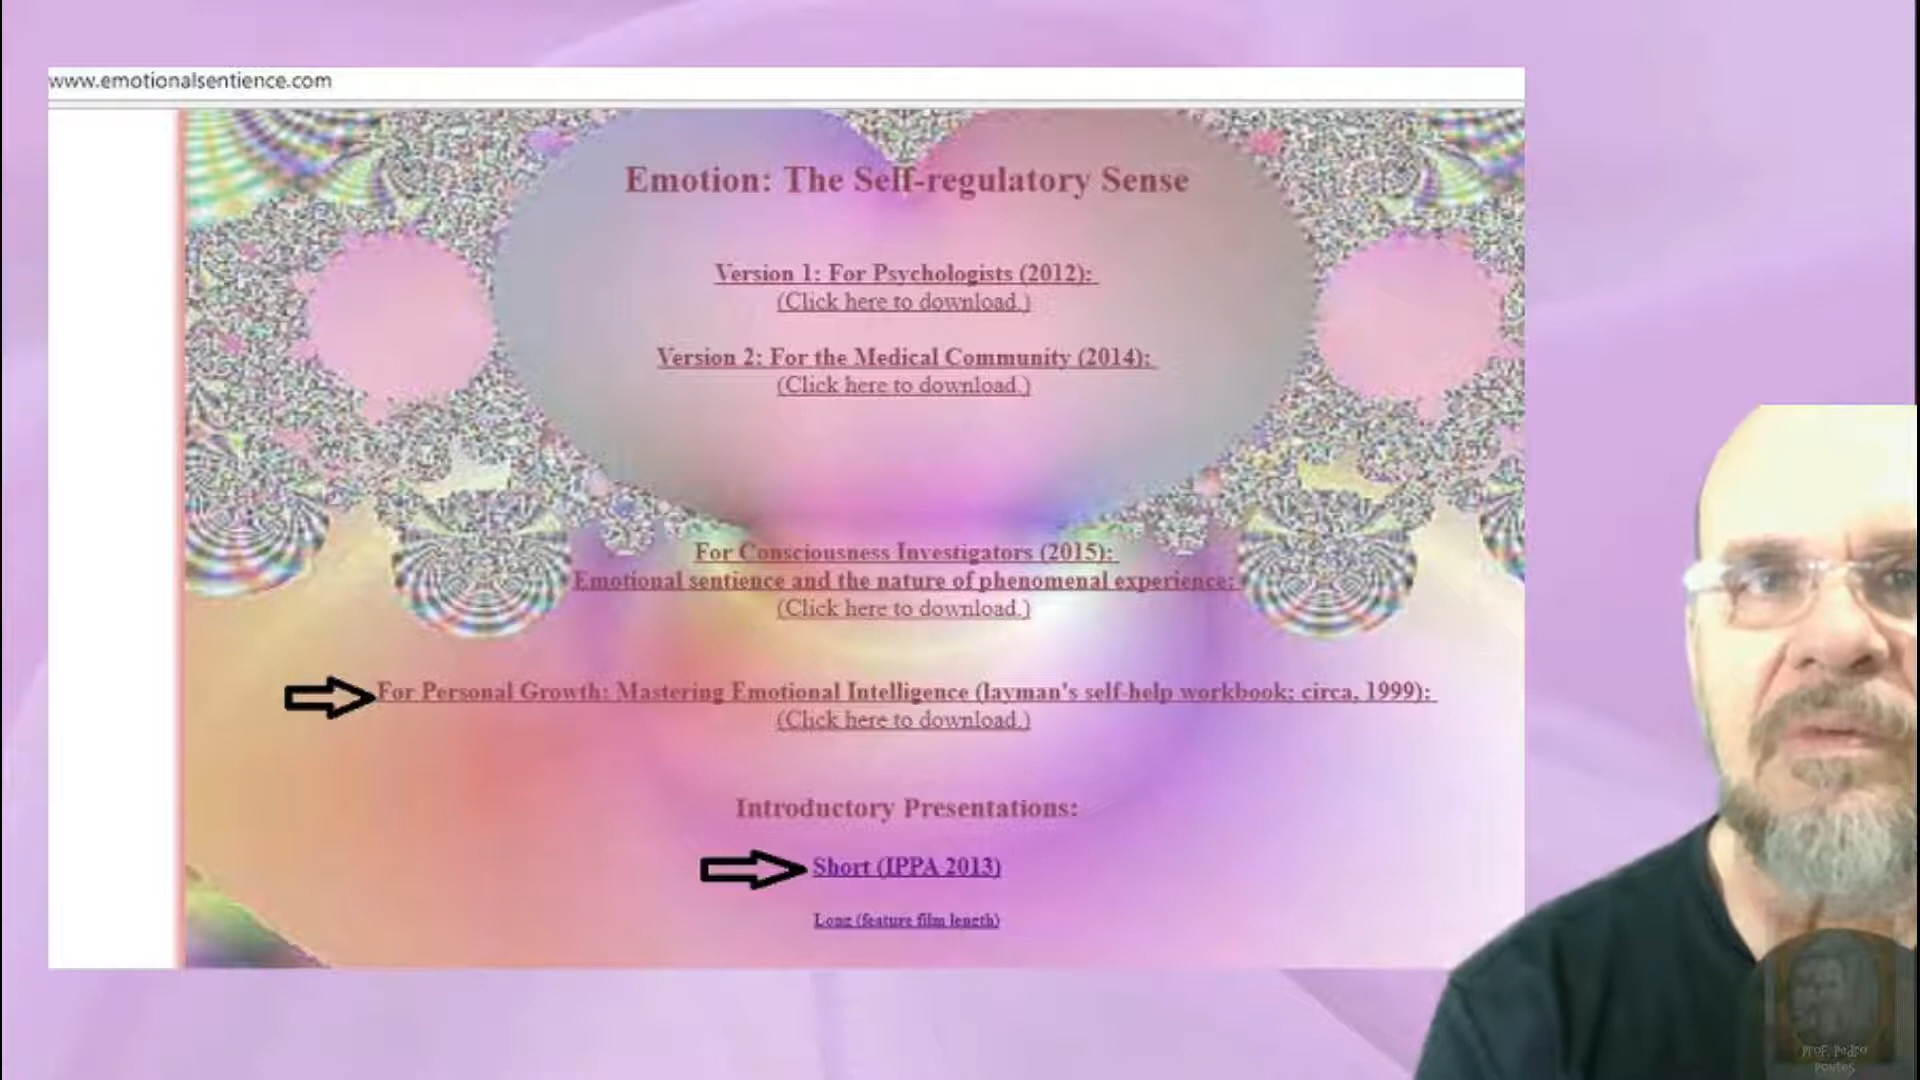 www.emotionalsentience.com
Emotion: The Self-regulatory Sense
Version 1: For Psychologists (2012):
(Click here to download.)
Version 2: For the Medical Community (2014):
(Click here to download.)
For Consciousness Investigators (2015):
Emotional sentience and the nature of phenomenal experience:
(Click here to download.)
For Personal Growth: Mastering Emotional Intelligence (layman's self-help workbook; circa, 1999):
(Click here to download.)
Introductory Presentations:
Short (IPPA 2013)
Long (feature film length)
Prof. Pedro
Pontes